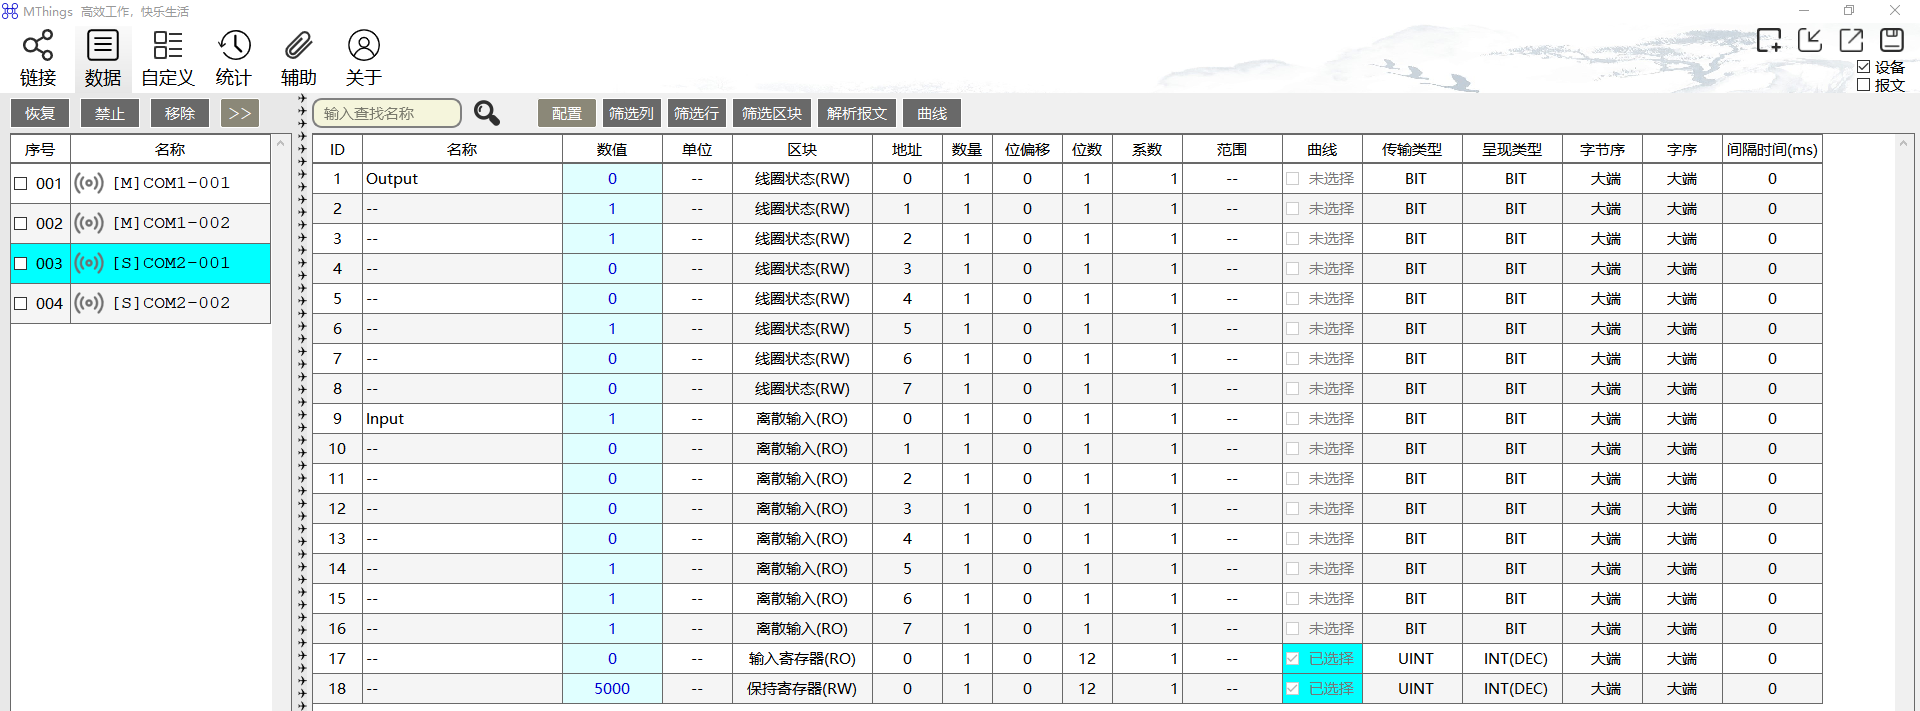 MThings 高效工作，快乐生活
链接 数据 自定义 统计 辅助 关于
设备
报文
恢复 禁止 移除 >> 输入查找名称 配置 筛选列 筛选行 筛选区块 解析报文 曲线
序号 名称
001 [M]COM1-001
002 [M]COM1-002
003 [S]COM2-001
004 [S]COM2-002
ID 名称 数值 单位 区块 地址 数量 位偏移 位数 系数 范围 曲线 传输类型 呈现类型 字节序 字序 间隔时间(ms)
1 Output 0 -- 线圈状态(RW) 0 1 0 1 1 -- 未选择 BIT BIT 大端 大端 0
2 -- 1 -- 线圈状态(RW) 1 1 0 1 1 -- 未选择 BIT BIT 大端 大端 0
3 -- 1 -- 线圈状态(RW) 2 1 0 1 1 -- 未选择 BIT BIT 大端 大端 0
4 -- 0 -- 线圈状态(RW) 3 1 0 1 1 -- 未选择 BIT BIT 大端 大端 0
5 -- 0 -- 线圈状态(RW) 4 1 0 1 1 -- 未选择 BIT BIT 大端 大端 0
6 -- 1 -- 线圈状态(RW) 5 1 0 1 1 -- 未选择 BIT BIT 大端 大端 0
7 -- 0 -- 线圈状态(RW) 6 1 0 1 1 -- 未选择 BIT BIT 大端 大端 0
8 -- 0 -- 线圈状态(RW) 7 1 0 1 1 -- 未选择 BIT BIT 大端 大端 0
9 Input 1 -- 离散输入(RO) 0 1 0 1 1 -- 未选择 BIT BIT 大端 大端 0
10 -- 0 -- 离散输入(RO) 1 1 0 1 1 -- 未选择 BIT BIT 大端 大端 0
11 -- 0 -- 离散输入(RO) 2 1 0 1 1 -- 未选择 BIT BIT 大端 大端 0
12 -- 0 -- 离散输入(RO) 3 1 0 1 1 -- 未选择 BIT BIT 大端 大端 0
13 -- 0 -- 离散输入(RO) 4 1 0 1 1 -- 未选择 BIT BIT 大端 大端 0
14 -- 1 -- 离散输入(RO) 5 1 0 1 1 -- 未选择 BIT BIT 大端 大端 0
15 -- 1 -- 离散输入(RO) 6 1 0 1 1 -- 未选择 BIT BIT 大端 大端 0
16 -- 1 -- 离散输入(RO) 7 1 0 1 1 -- 未选择 BIT BIT 大端 大端 0
17 -- 0 -- 输入寄存器(RO) 0 1 0 12 1 -- 已选择 UINT INT(DEC) 大端 大端 0
18 -- 5000 -- 保持寄存器(RW) 0 1 0 12 1 -- 已选择 UINT INT(DEC) 大端 大端 0